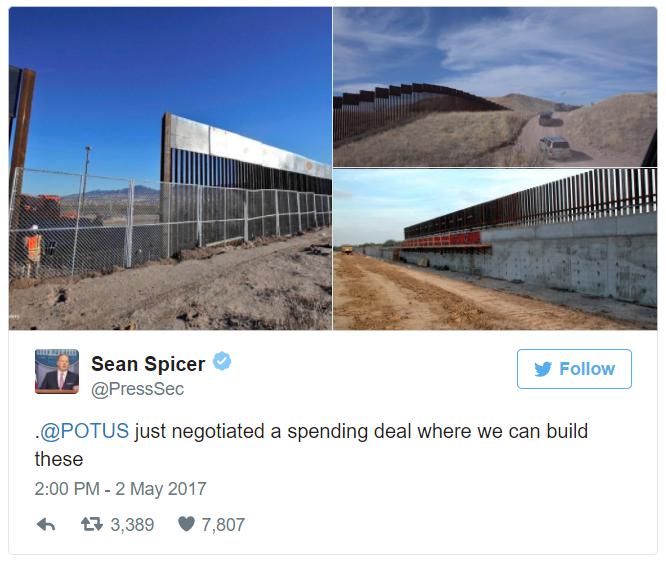 Sean Spicer
@PressSec
Follow
.@POTUS just negotiated a spending deal where we can build
these
2:00 PM - 2 May 2017
3,389 7,807